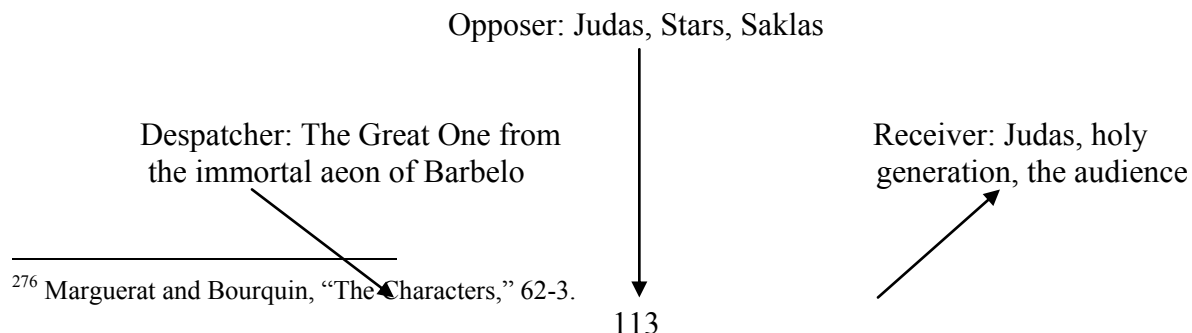 Opposer: Judas, Stars, Saklas
Despatcher: The Great One from
the immortal aeon of Barbelo
Receiver: Judas, holy
generation, the audience
276 Marguerat and Bourquin, “The Characters,” 62-3.
113